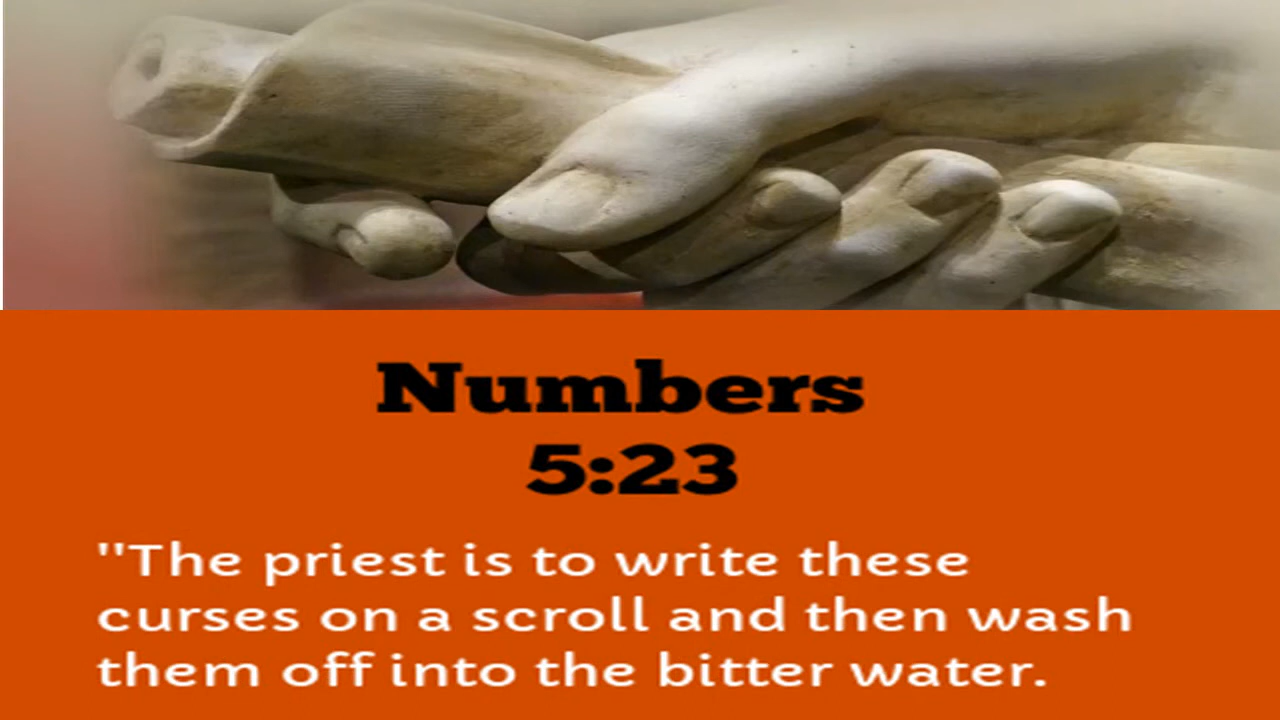 Numbers
5:23
"The priest is to write these
curses on a scroll and then wash
them off into the bitter water.